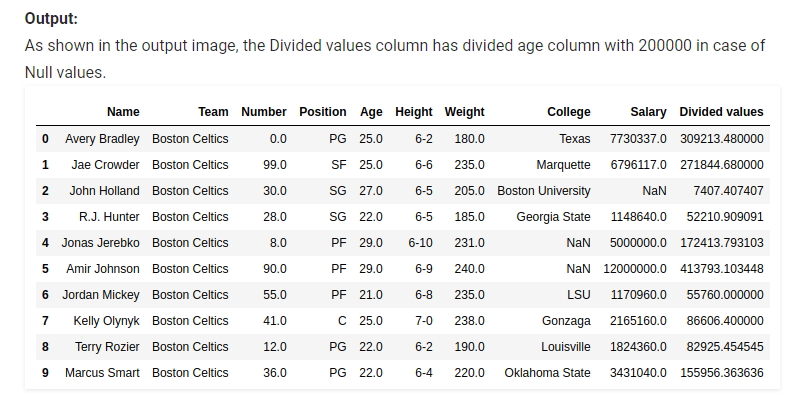 Output:
As shown in the output image, the Divided values column has divided age column with 200000 in case of
Null values.
Name Team Number Position Age Height Weight College Salary Divided values
0 Avery Bradley Boston Celtics 0.0 PG 25.0 6-2 180.0 Texas 7730337.0 309213.480000
1 Jae Crowder Boston Celtics 99.0 SF 25.0 6-6 235.0 Marquette 6796117.0 271844.680000
2 John Holland Boston Celtics 30.0 SG 27.0 6-5 205.0 Boston University NaN 7407.407407
3 R.J. Hunter Boston Celtics 28.0 SG 22.0 6-5 185.0 Georgia State 1148640.0 52210.909091
4 Jonas Jerebko Boston Celtics 8.0 PF 29.0 6-10 231.0 NaN 5000000.0 172413.793103
5 Amir Johnson Boston Celtics 90.0 PF 29.0 6-9 240.0 NaN 12000000.0 413793.103448
6 Jordan Mickey Boston Celtics 55.0 PF 21.0 6-8 235.0 LSU 1170960.0 55760.000000
7 Kelly Olynyk Boston Celtics 41.0 C 25.0 7-0 238.0 Gonzaga 2165160.0 86606.400000
8 Terry Rozier Boston Celtics 12.0 PG 22.0 6-2 190.0 Louisville 1824360.0 82925.454545
9 Marcus Smart Boston Celtics 36.0 PG 22.0 6-4 220.0 Oklahoma State 3431040.0 155956.363636